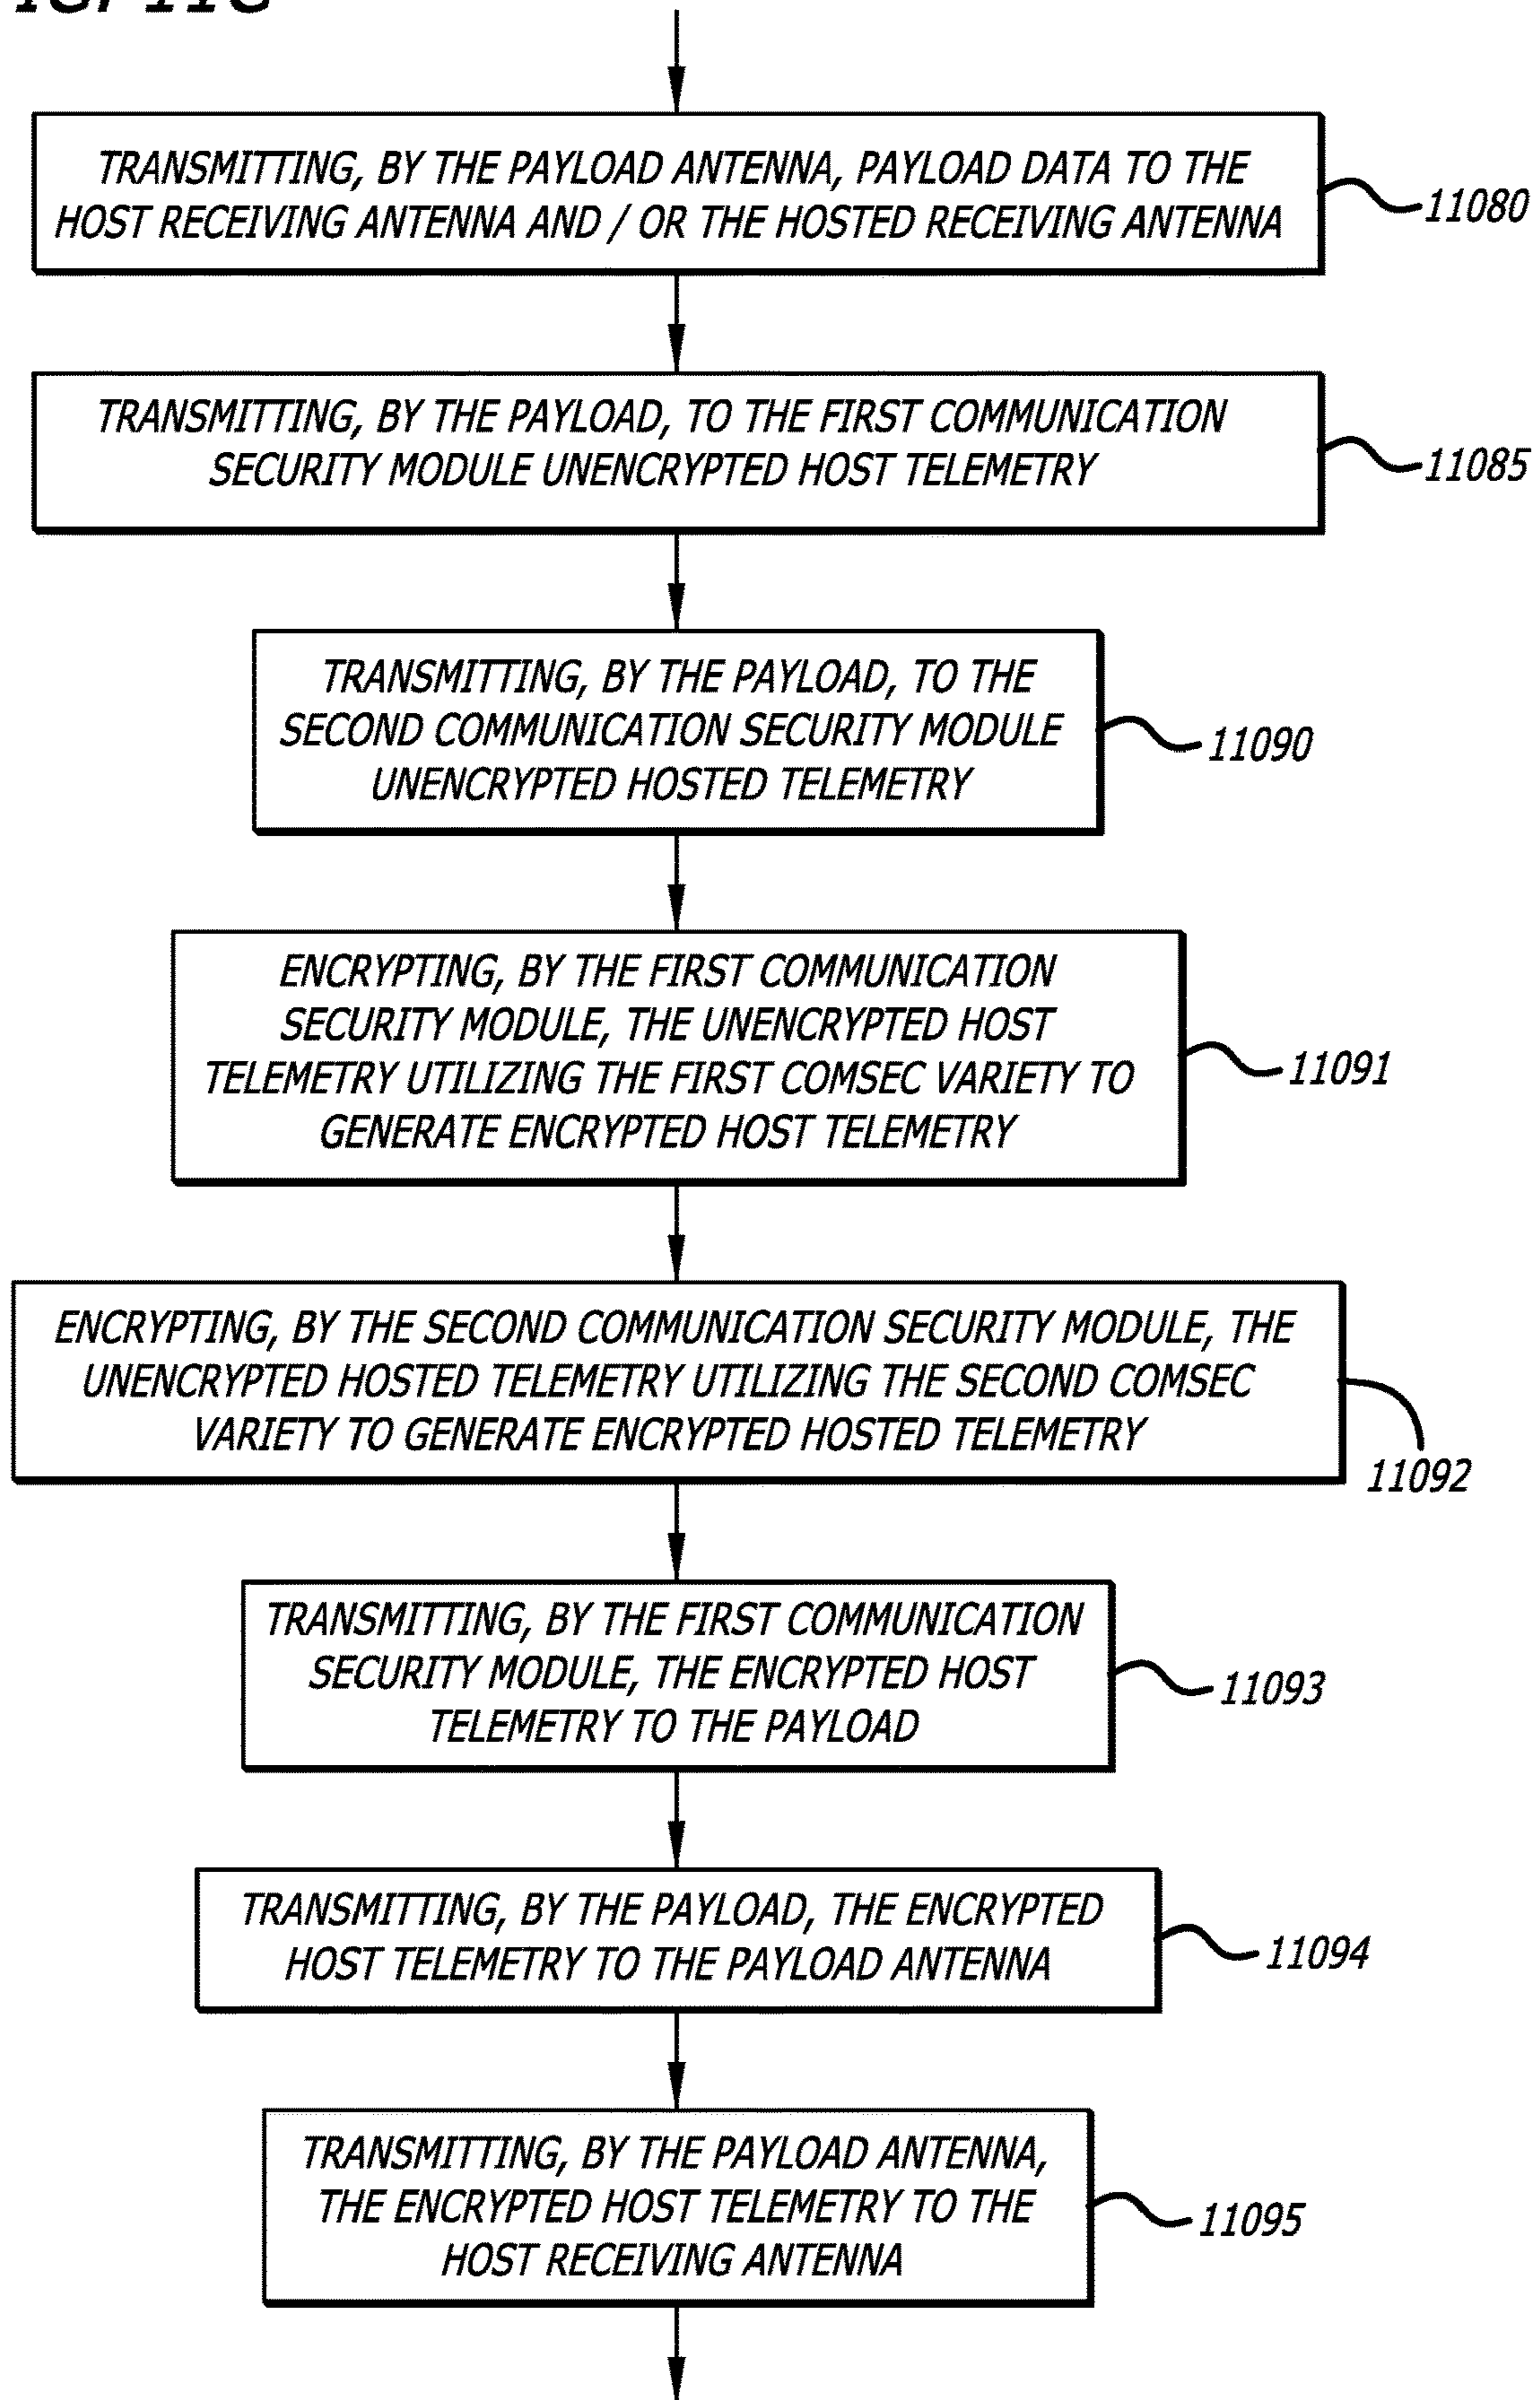 TRANSMITTING, BY THE PAYLOAD ANTENNA, PAYLOAD DATA TO THE
HOST RECEIVING ANTENNA AND / OR THE HOSTED RECEIVING ANTENNA
11080
TRANSMITTING, BY THE PAYLOAD, TO THE FIRST COMMUNICATION
SECURITY MODULE UNENCRYPTED HOST TELEMETRY
11085
TRANSMITTING, BY THE PAYLOAD, TO THE
SECOND COMMUNICATION SECURITY MODULE
UNENCRYPTED HOSTED TELEMETRY
11090
ENCRYPTING, BY THE FIRST COMMUNICATION
SECURITY MODULE, THE UNENCRYPTED HOST
TELEMETRY UTILIZING THE FIRST COMSEC VARIETY TO
GENERATE ENCRYPTED HOST TELEMETRY
11091
ENCRYPTING, BY THE SECOND COMMUNICATION SECURITY MODULE, THE
UNENCRYPTED HOSTED TELEMETRY UTILIZING THE SECOND COMSEC
VARIETY TO GENERATE ENCRYPTED HOSTED TELEMETRY
11092
TRANSMITTING, BY THE FIRST COMMUNICATION
SECURITY MODULE, THE ENCRYPTED HOST
TELEMETRY TO THE PAYLOAD
11093
TRANSMITTING, BY THE PAYLOAD, THE ENCRYPTED
HOST TELEMETRY TO THE PAYLOAD ANTENNA
11094
TRANSMITTING, BY THE PAYLOAD ANTENNA,
THE ENCRYPTED HOST TELEMETRY TO THE
HOST RECEIVING ANTENNA
11095